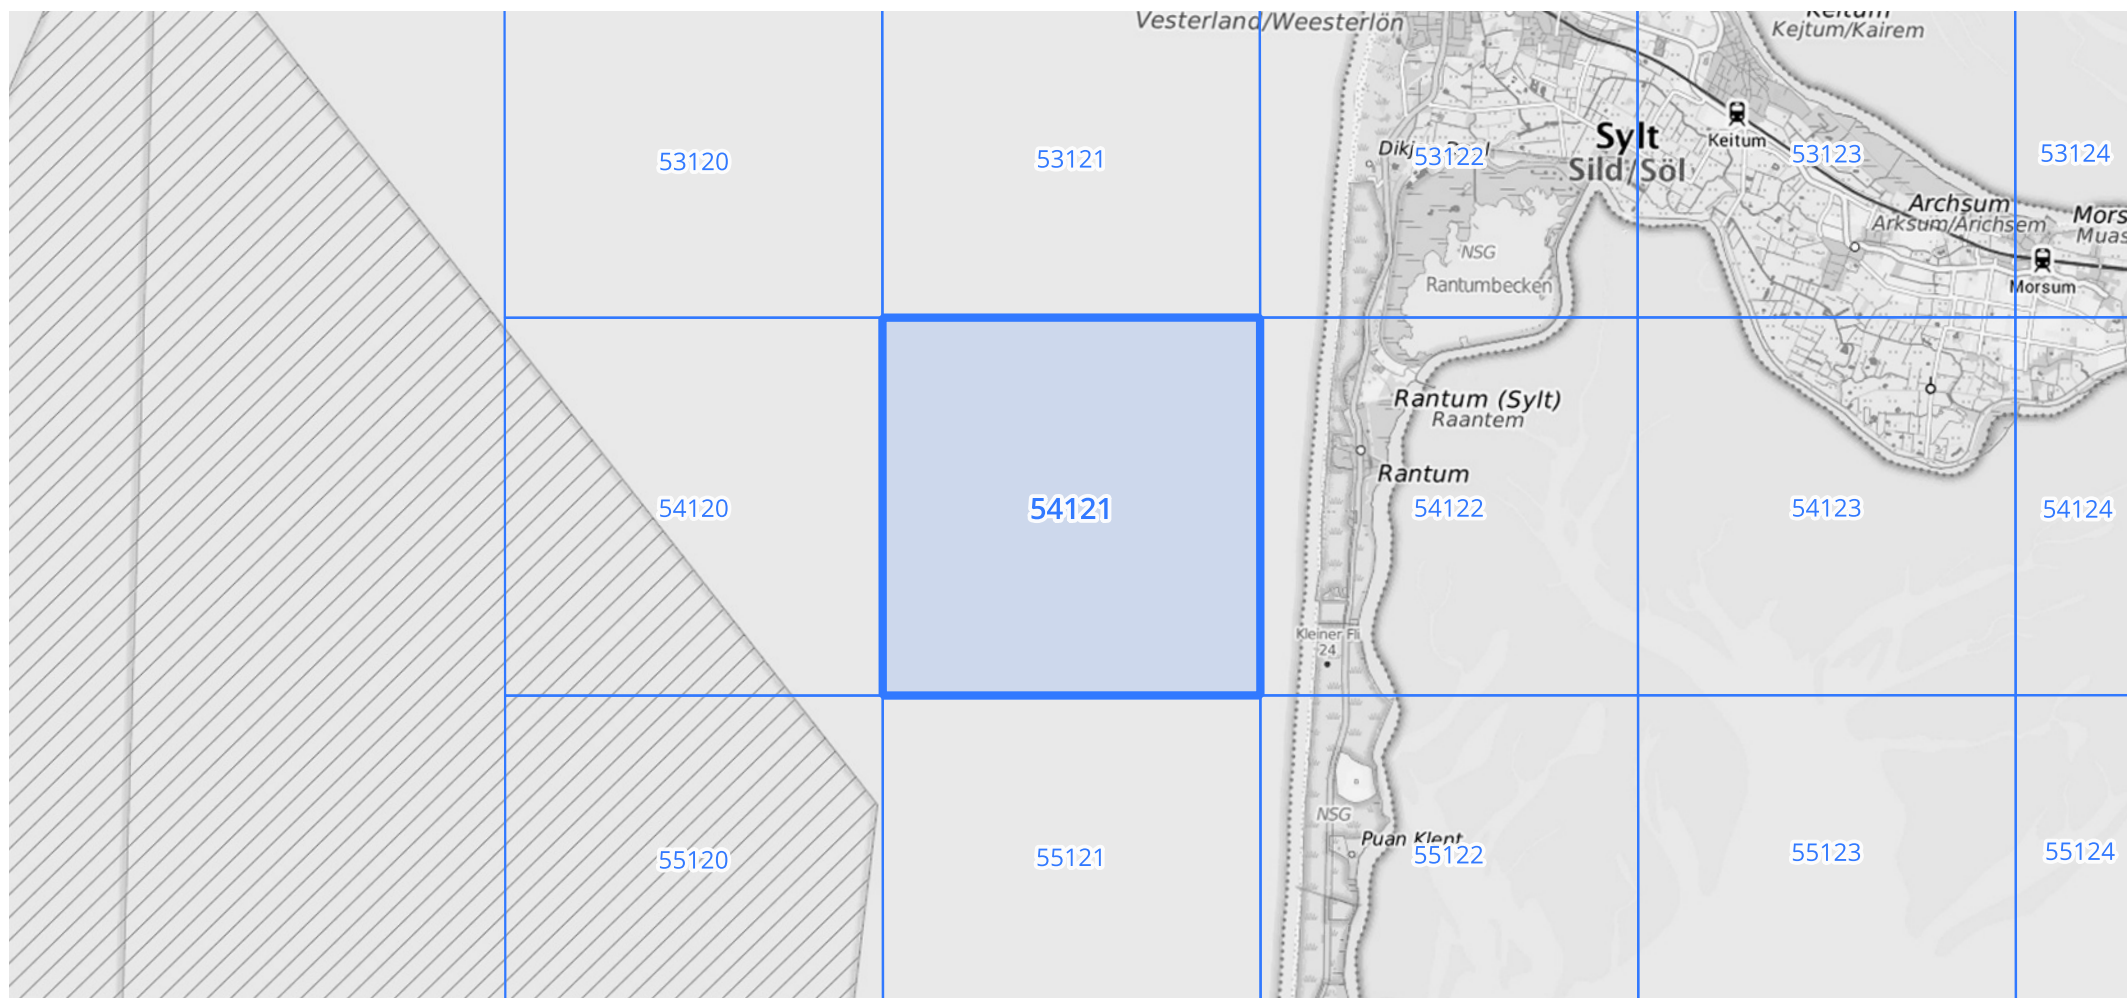 Vesterland/Weesterlön
Keitum
Kejtum/Kairem
53120
53121
53122
Sylt
Sild/Söl
Keitum
53123
53124
Archsum
Arksum/Arichsem
Mors
Muas
NSG
Rantumbecken
Morsum
Rantum (Sylt)
Raantem
Rantum
54120
54121
54122
54123
54124
Kleiner Fli
24
NSG
Puan Klent
55120
55121
55122
55123
55124